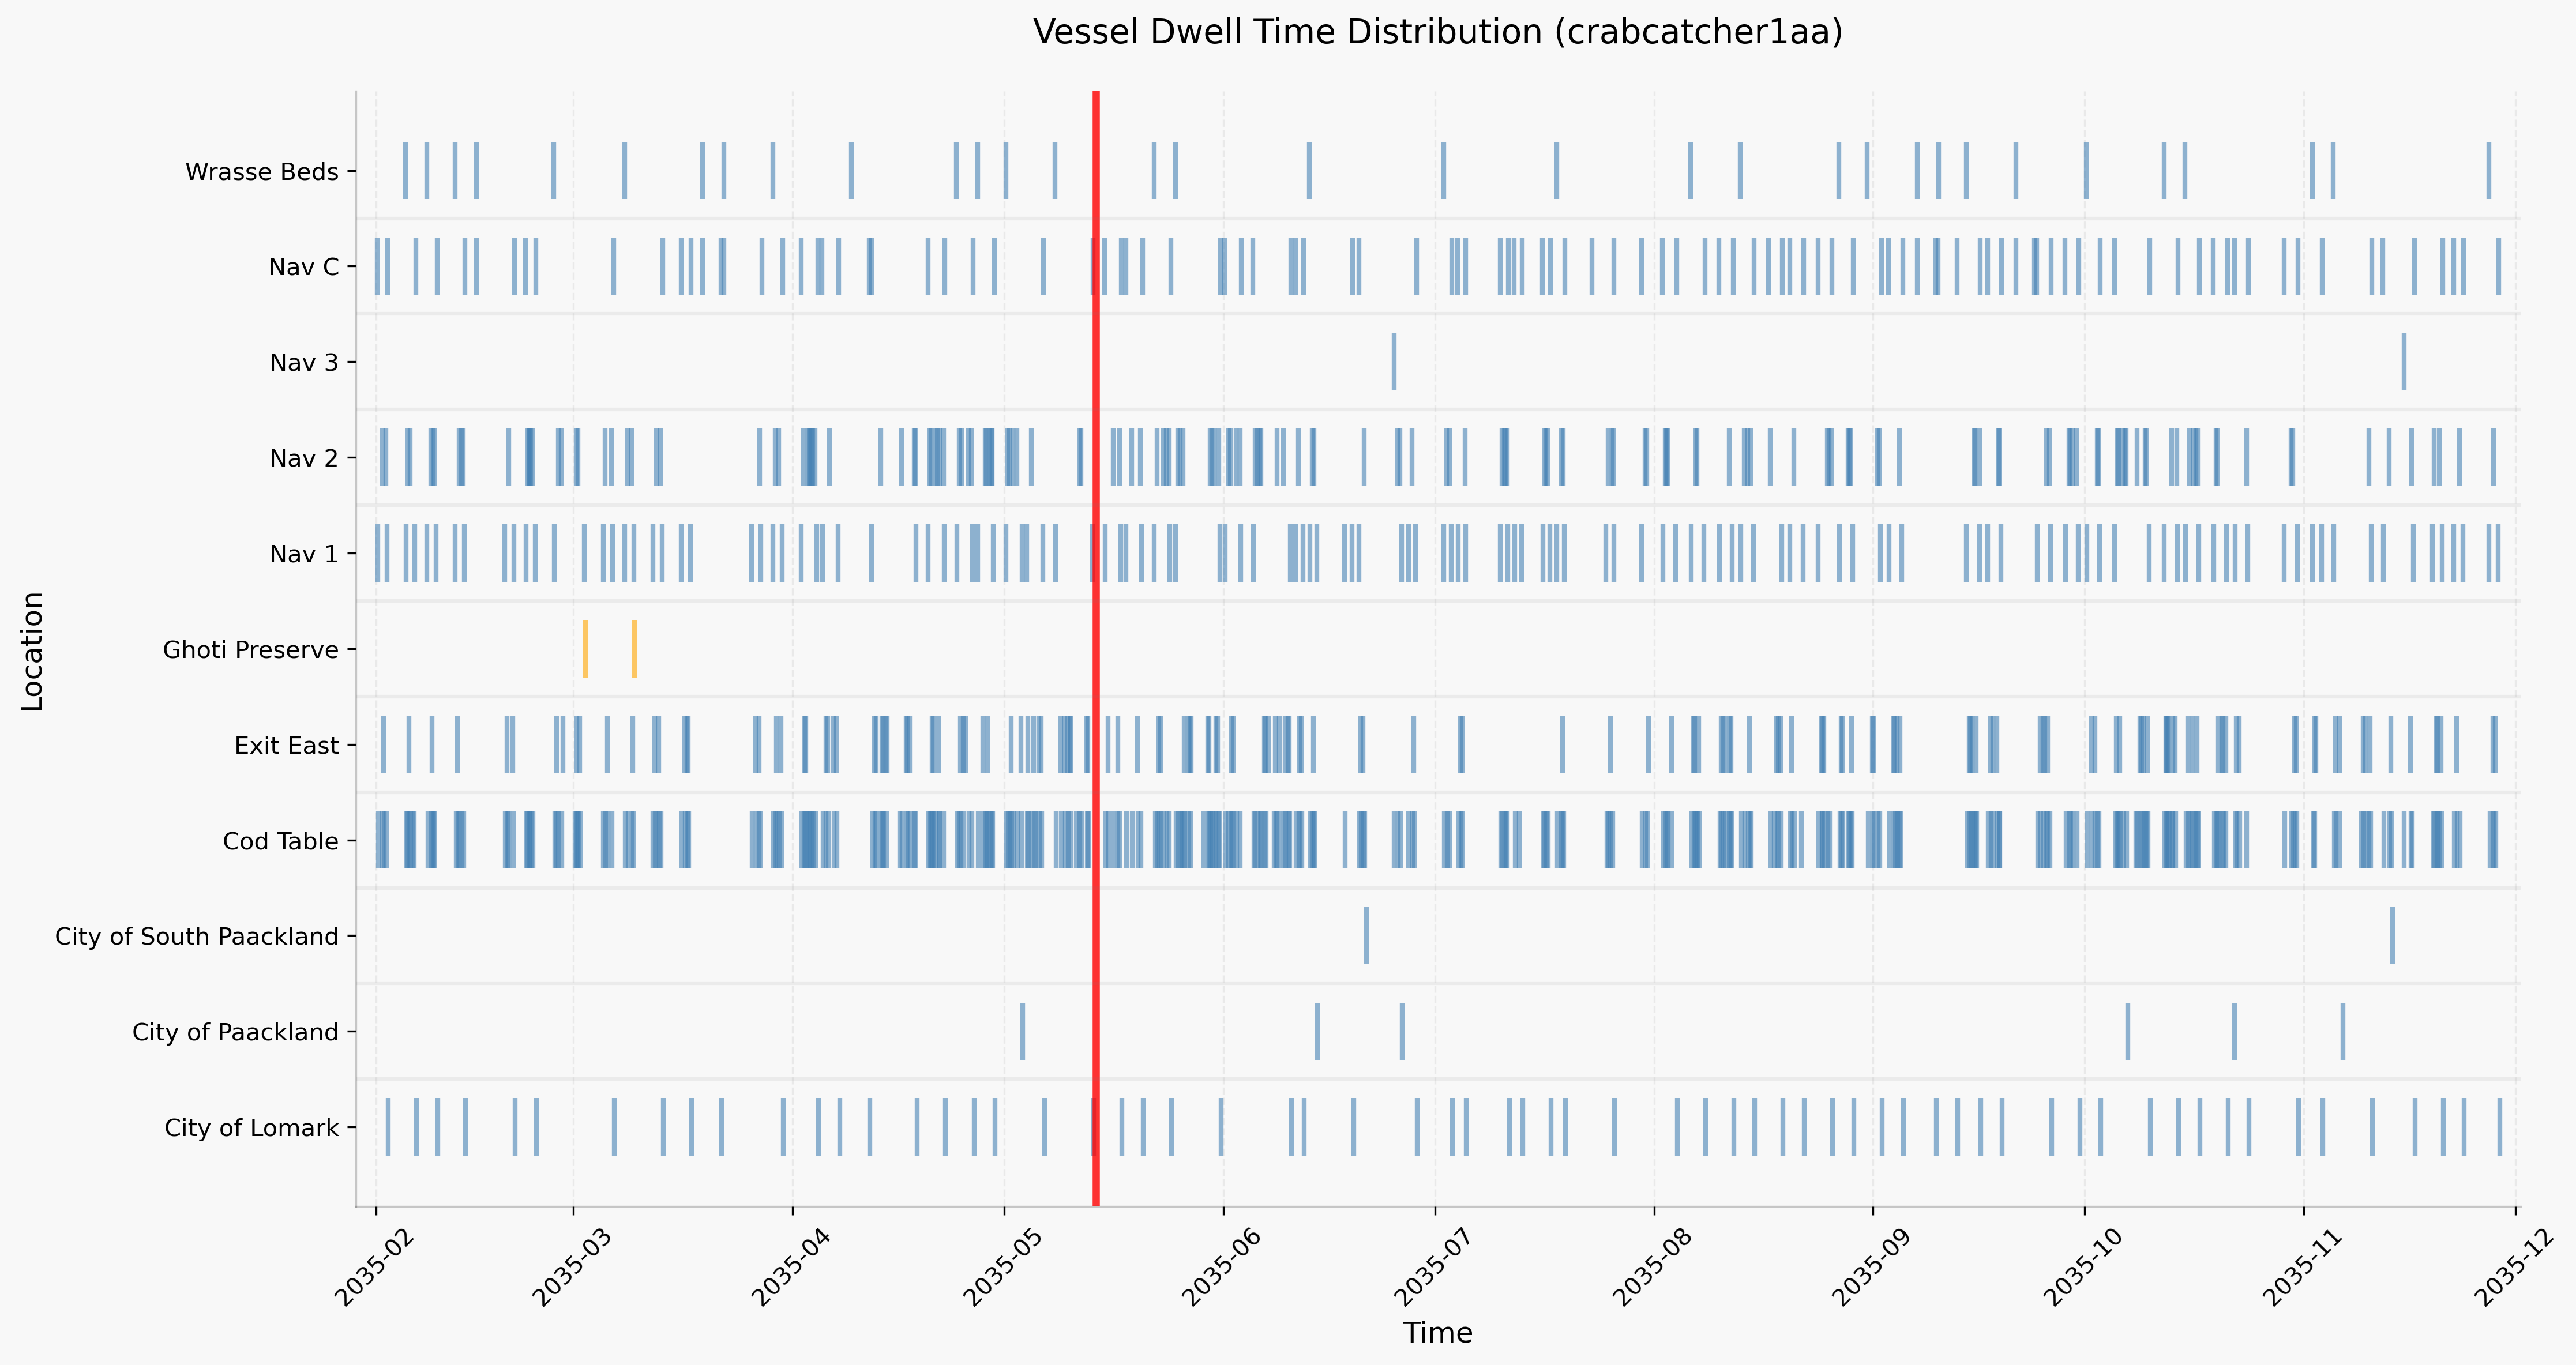 Vessel Dwell Time Distribution (crabcatcher1aa)
Wrasse Beds
Nav C
Nav 3
Nav 2
Nav 1
Ghoti Preserve
Exit East
Cod Table
City of South Paackland
City of Paackland
City of Lomark
Location
2035-02
2035-03
2035-04
2035-05
2035-06
2035-07
2035-08
2035-09
2035-10
2035-11
2035-12
Time